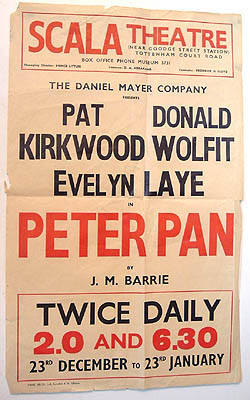 SCALA THEATRE
(NEAR GOODGE STREET STATION)
TOTTENHAM COURT ROAD
BOX OFFICE PHONE MUSEUM 5731
THE DANIEL MAYER COMPANY
PRESENTS
PAT DONALD
KIRKWOOD WOLFIT
EVELYN LAYE
IN
PETER PAN
BY
J. M. BARRIE
TWICE DAILY
2.0 AND 6.30
23RD DECEMBER TO 23RD JANUARY